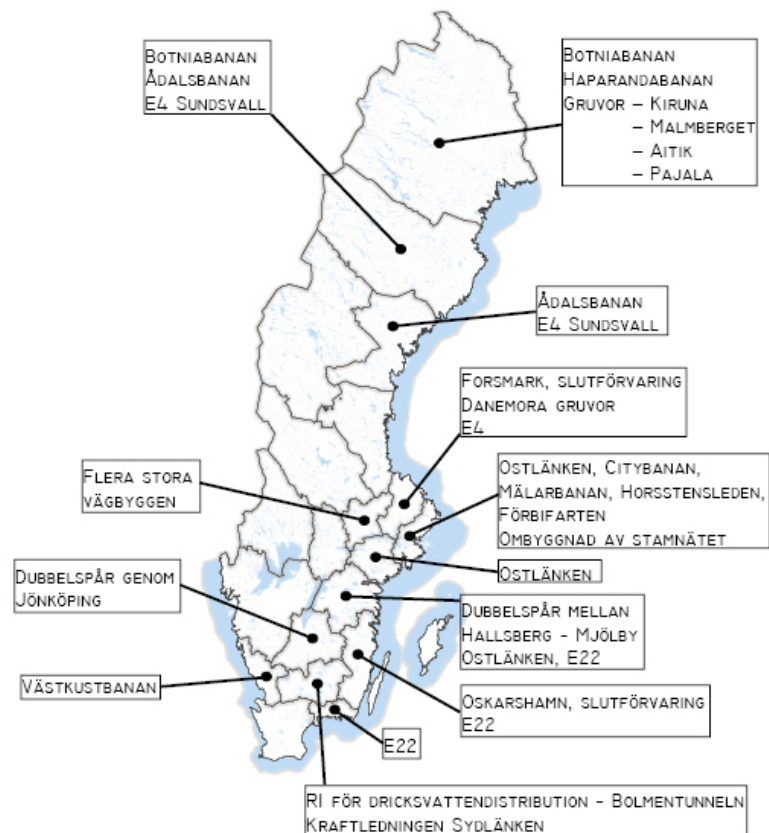 Botniabanan
Ådalsbanan
E4 Sundsvall
Botniabanan
Haparandabanan
Gruvor – Kiruna
– Malmberget
– Aitik
– Pajala
Ådalsbanan
E4 Sundsvall
Forsmark, slutförvaring
Danemora gruvor
E4
Flera stora
vägbyggen
Ostlänken, Citybanan,
Mälarbanan, Horsstensleden,
Förbifarten
Ombyggnad av stamnätet
Ostlänken
Dubbelspår genom
Jönköping
Dubbelspår mellan
Hallsberg – Mjölby
Ostlänken, E22
Västkustbanan
Oskarshamn, slutförvaring
E22
E22
RI för dricksvattendistribution – Bolmentunneln
Kraftledningen Sydlänken